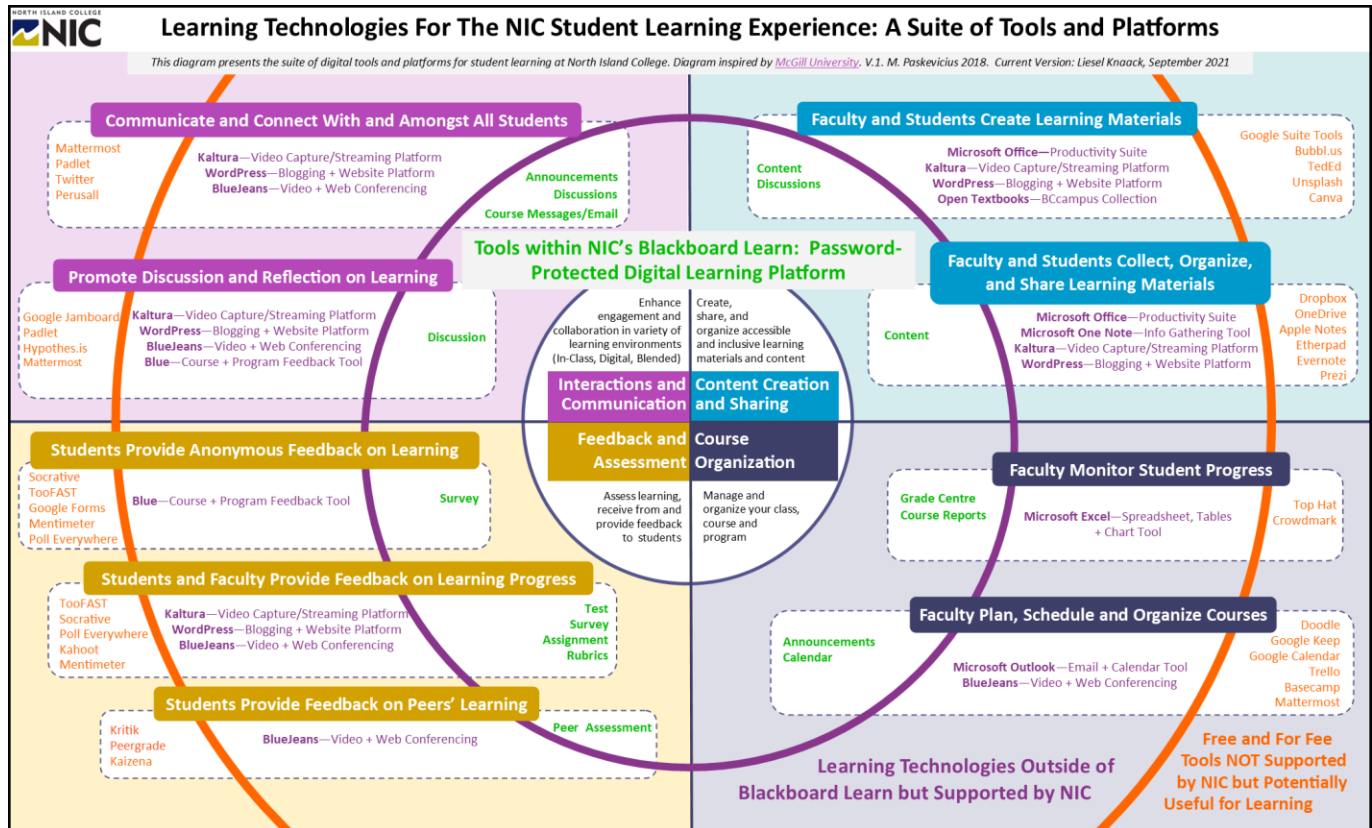 NORTH ISLAND COLLEGE
NIC
Learning Technologies For The NIC Student Learning Experience: A Suite of Tools and Platforms
This diagram presents the suite of digital tools and platforms for student learning at North Island College. Diagram inspired by McGill University. V.1. M. Paskevicius 2018. Current Version: Liesel Knaack, September 2021
Communicate and Connect With and Amongst All Students
Mattermost
Padlet
Twitter
Perusall
Kaltura—Video Capture/Streaming Platform
WordPress—Blogging + Website Platform
BlueJeans—Video + Web Conferencing
Announcements
Discussions
Course Messages/Email
Faculty and Students Create Learning Materials
Content
Discussions
Microsoft Office—Productivity Suite
Kaltura—Video Capture/Streaming Platform
WordPress—Blogging + Website Platform
Open Textbooks—BCcampus Collection
Google Suite Tools
Bubbl.us
TedEd
Unsplash
Canva
Tools within NIC's Blackboard Learn: Password-
Protected Digital Learning Platform
Promote Discussion and Reflection on Learning
Google Jamboard
Padlet
Hypothes.is
Mattermost
Kaltura—Video Capture/Streaming Platform
WordPress—Blogging + Website Platform
BlueJeans—Video + Web Conferencing
Blue—Course + Program Feedback Tool
Discussion
Faculty and Students Collect, Organize,
and Share Learning Materials
Content
Microsoft Office—Productivity Suite
Microsoft One Note—Info Gathering Tool
Kaltura—Video Capture/Streaming Platform
WordPress—Blogging + Website Platform
Dropbox
OneDrive
Apple Notes
Etherpad
Evernote
Prezi
Enhance
engagement and
collaboration in variety of
learning environments
(In-Class, Digital, Blended)
Create,
share, and
organize accessible
and inclusive learning
materials and content
Interactions and
Communication
Content Creation
and Sharing
Feedback and
Assessment
Course
Organization
Assess learning,
receive from and
provide feedback
to students
Manage and
organize your class,
course and
program
Students Provide Anonymous Feedback on Learning
Socrative
TooFAST
Google Forms
Mentimeter
Poll Everywhere
Blue—Course + Program Feedback Tool
Survey
Faculty Monitor Student Progress
Grade Centre
Course Reports
Microsoft Excel—Spreadsheet, Tables
+ Chart Tool
Top Hat
Crowdmark
Students and Faculty Provide Feedback on Learning Progress
TooFAST
Socrative
Poll Everywhere
Kahoot
Mentimeter
Kaltura—Video Capture/Streaming Platform
WordPress—Blogging + Website Platform
BlueJeans—Video + Web Conferencing
Test
Survey
Assignment
Rubrics
Faculty Plan, Schedule and Organize Courses
Announcements
Calendar
Microsoft Outlook—Email + Calendar Tool
BlueJeans—Video + Web Conferencing
Doodle
Google Keep
Google Calendar
Trello
Basecamp
Mattermost
Students Provide Feedback on Peers' Learning
Kritik
Peergrade
Kaizena
BlueJeans—Video + Web Conferencing
Peer Assessment
Learning Technologies Outside of
Blackboard Learn but Supported by NIC
Free and For Fee
Tools NOT Supported
by NIC but Potentially
Useful for Learning